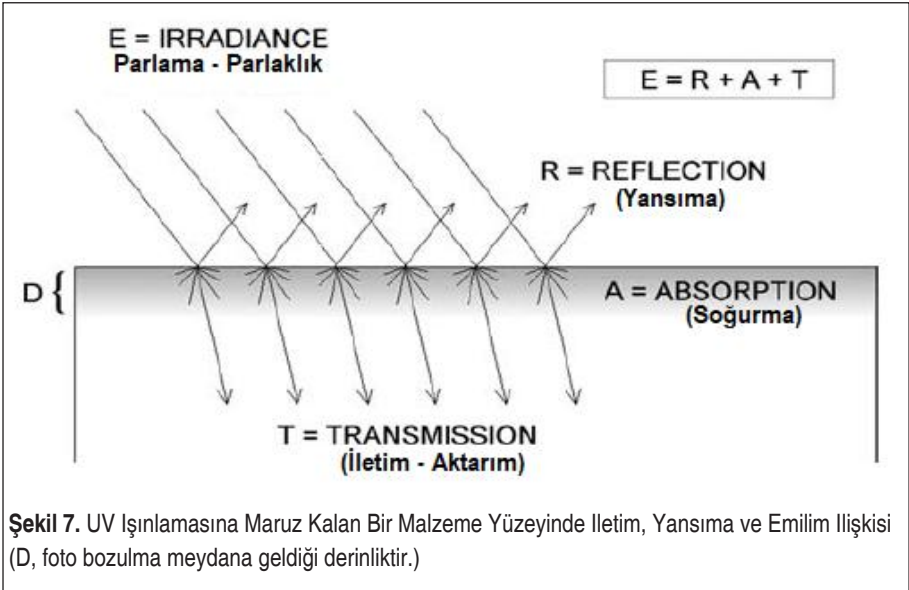 E = IRRADIANCE
Parlama - Parlaklık
E = R + A + T
R = REFLECTION
(Yansıma)
D {
A = ABSORPTION
(Soğurma)
T = TRANSMISSION
(İletim - Aktarım)
Şekil 7. UV Işınlamasına Maruz Kalan Bir Malzeme Yüzeyinde Iletim, Yansıma ve Emilim Ilişkisi
(D, foto bozulma meydana geldiği derinliktir.)